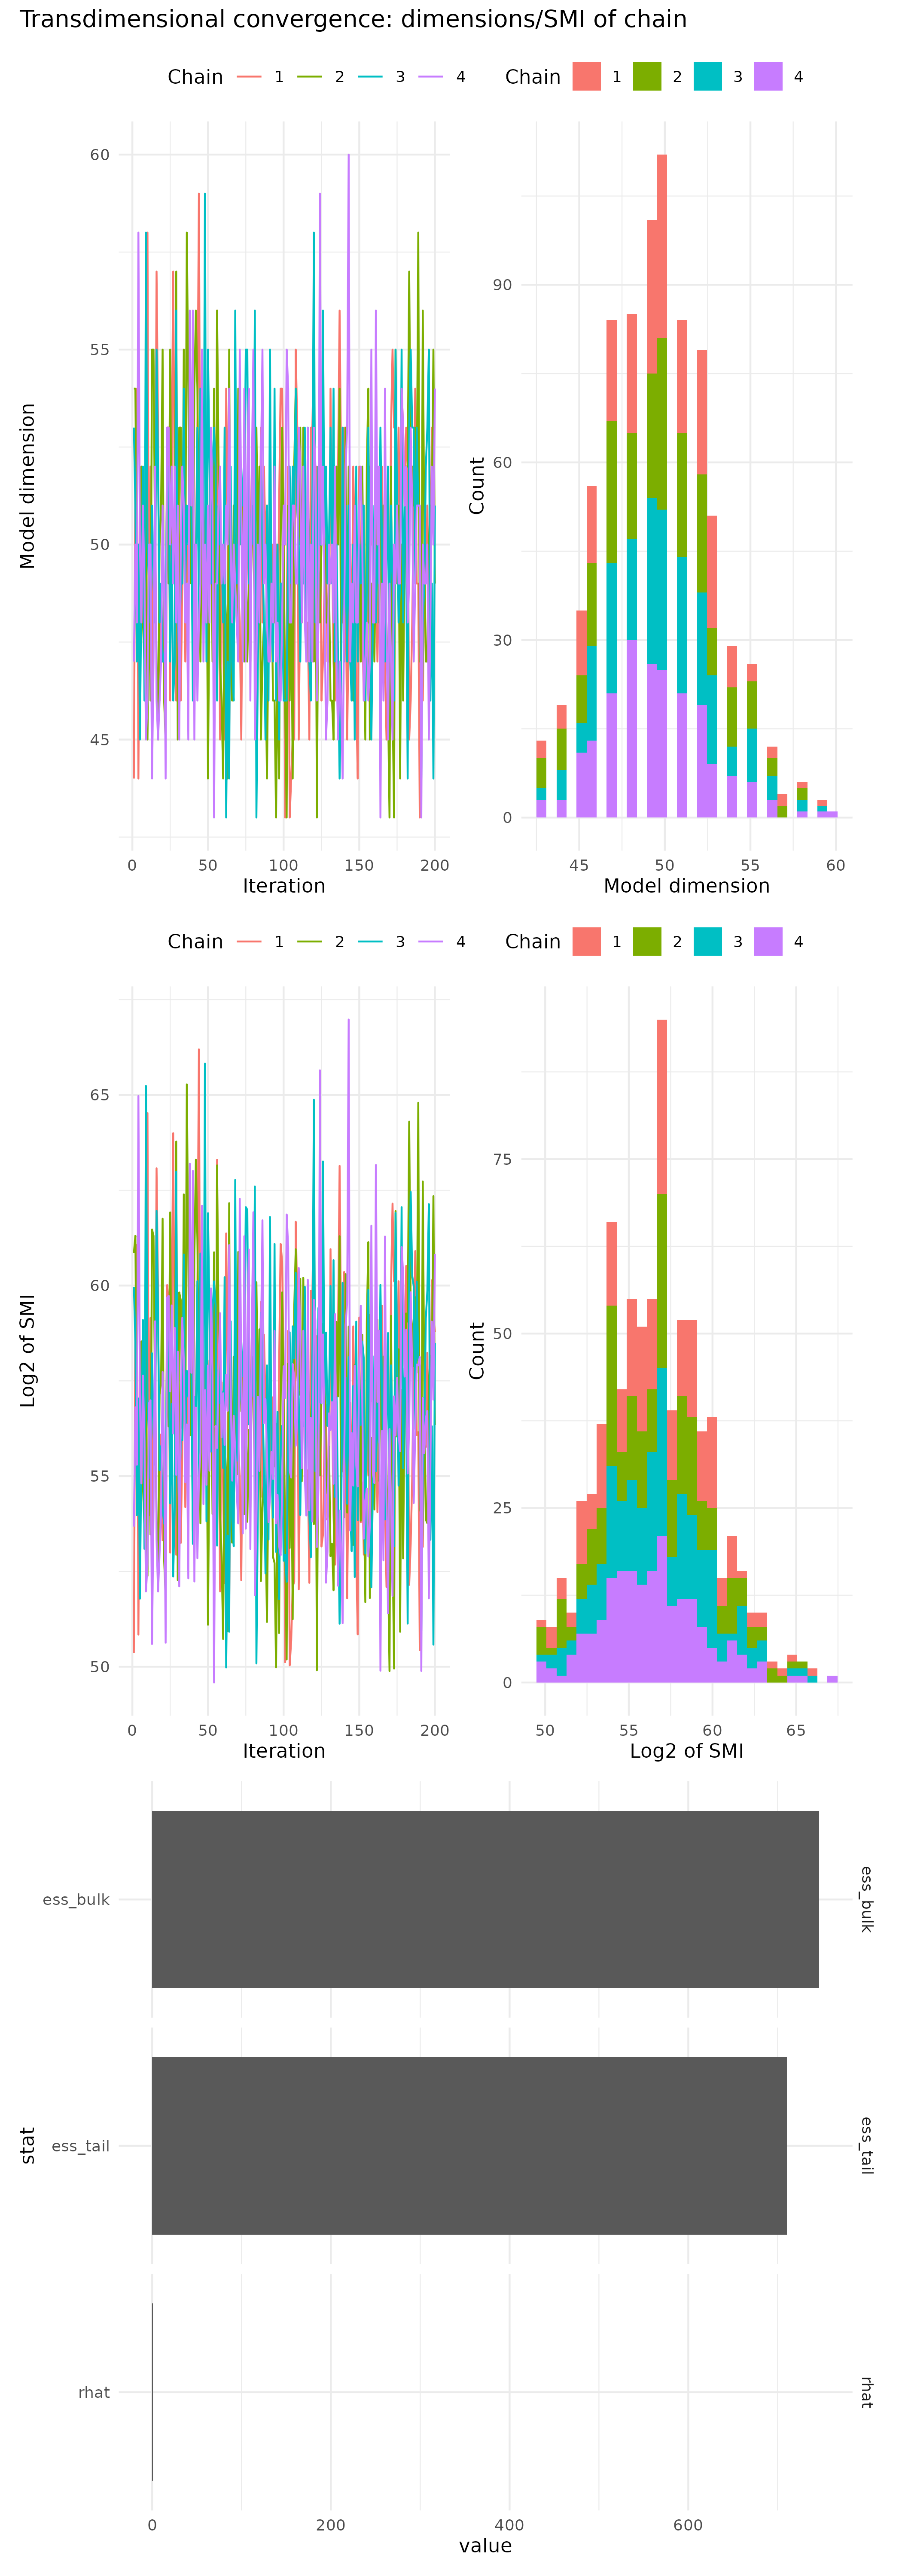 Transdimensional convergence: dimensions/SMI of chain
Chain 1 2 3 4
Chain 1 2 3 4
Model dimension
60
55
50
45
0 50 100 150 200
Iteration
Count
90
60
30
0
45 50 55 60
Model dimension
Chain 1 2 3 4
Chain 1 2 3 4
Log2 of SMI
65
60
55
50
0 50 100 150 200
Iteration
Count
75
50
25
0
50 55 60 65
Log2 of SMI
stat
ess_bulk
ess_bulk
ess_tail
ess_tail
rhat
rhat
0 200 400 600
value